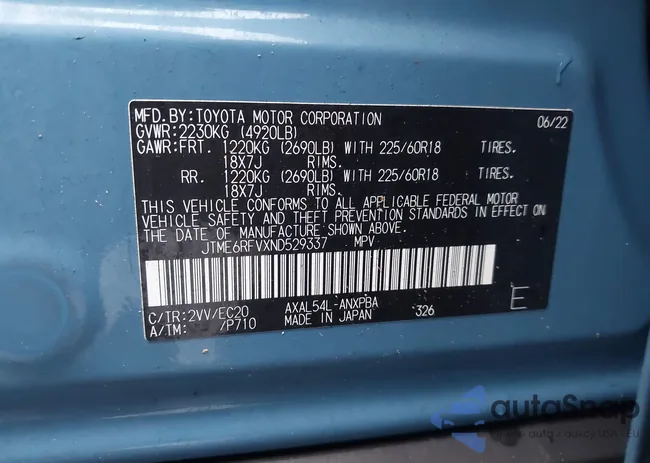 MFD.BY:TOYOTA MOTOR CORPORATION 06/22
GVWR:2230KG (4920LB)
GAWR:FRT. 1220KG (2690LB) WITH 225/60R18 TIRES.
18X7J RIMS.
RR. 1220KG (2690LB) WITH 225/60R18 TIRES.
18X7J RIMS.
THIS VEHICLE CONFORMS TO ALL APPLICABLE FEDERAL MOTOR
VEHICLE SAFETY AND THEFT PREVENTION STANDARDS IN EFFECT ON
THE DATE OF MANUFACTURE SHOWN ABOVE.
JTME6RFVXND529337 MPV
C/TR:2VV/EC20 AXAL54L-ANXPBA E
A/TM: /P710 MADE IN JAPAN 326
autoSnap